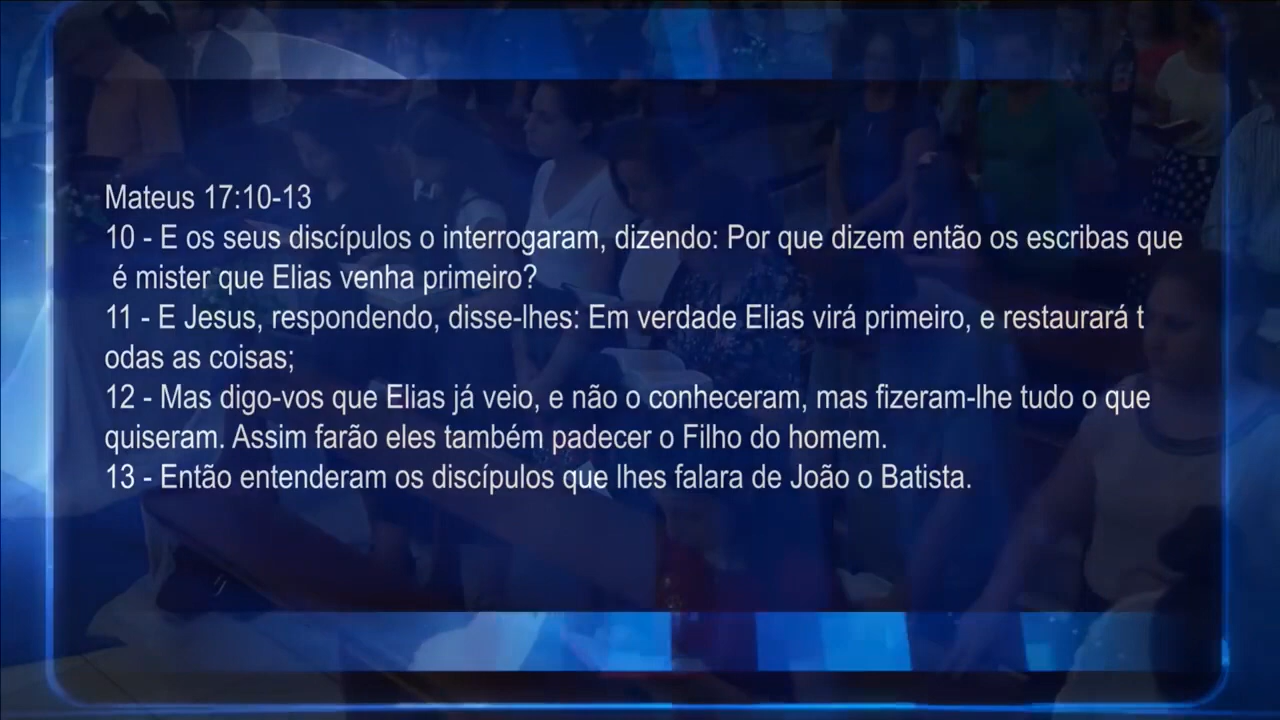 Mateus 17:10-13
10 - E os seus discípulos o interrogaram, dizendo: Por que dizem então os escribas que
é mister que Elias venha primeiro?
11 - E Jesus, respondendo, disse-lhes: Em verdade Elias virá primeiro, e restaurará t
odas as coisas;
12 - Mas digo-vos que Elias já veio, e não o conheceram, mas fizeram-lhe tudo o que
quiseram. Assim farão eles também padecer o Filho do homem.
13 - Então entenderam os discípulos que lhes falara de João o Batista.